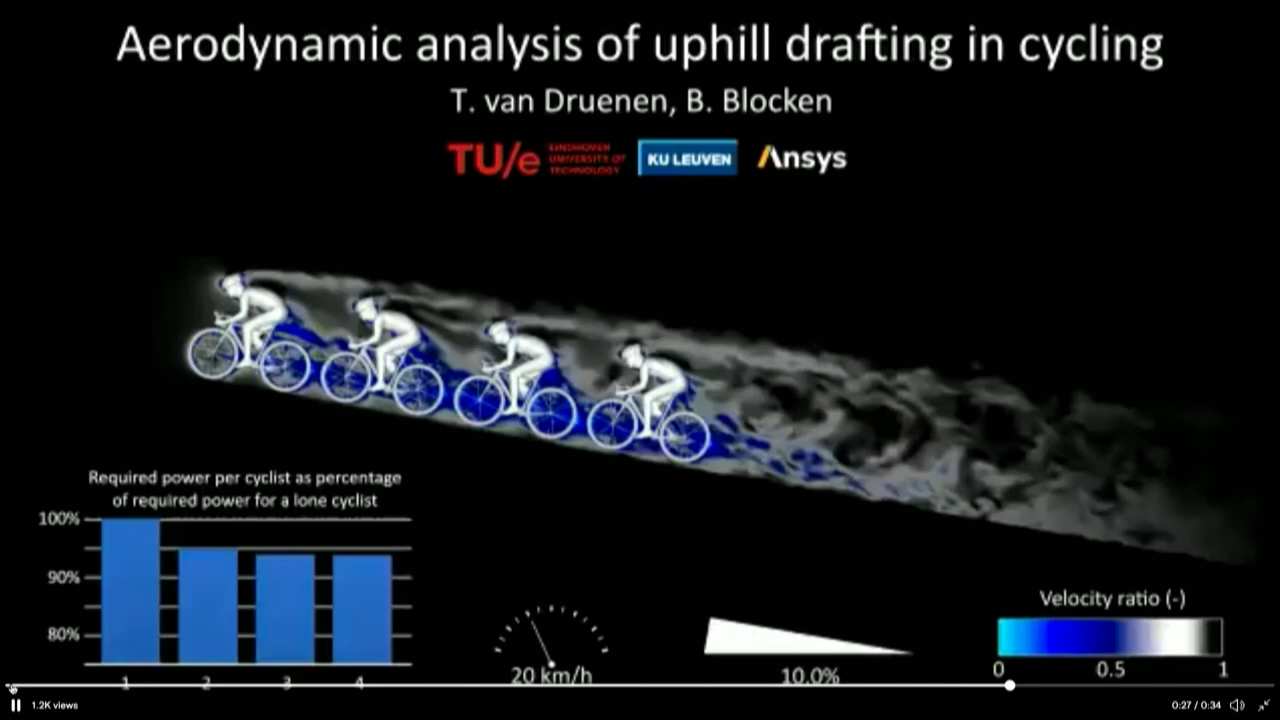 Aerodynamic analysis of uphill drafting in cycling
T. van Druenen, B. Blocken
TU/e EINDHOVEN
UNIVERSITY OF
TECHNOLOGY
KU LEUVEN
Ansys
Required power per cyclist as percentage
of required power for a lone cyclist
100%
90%
80%
1 2 3 4
20 km/h
10.0%
Velocity ratio (-)
0 0.5 1
1.2K views
0:27 / 0:34